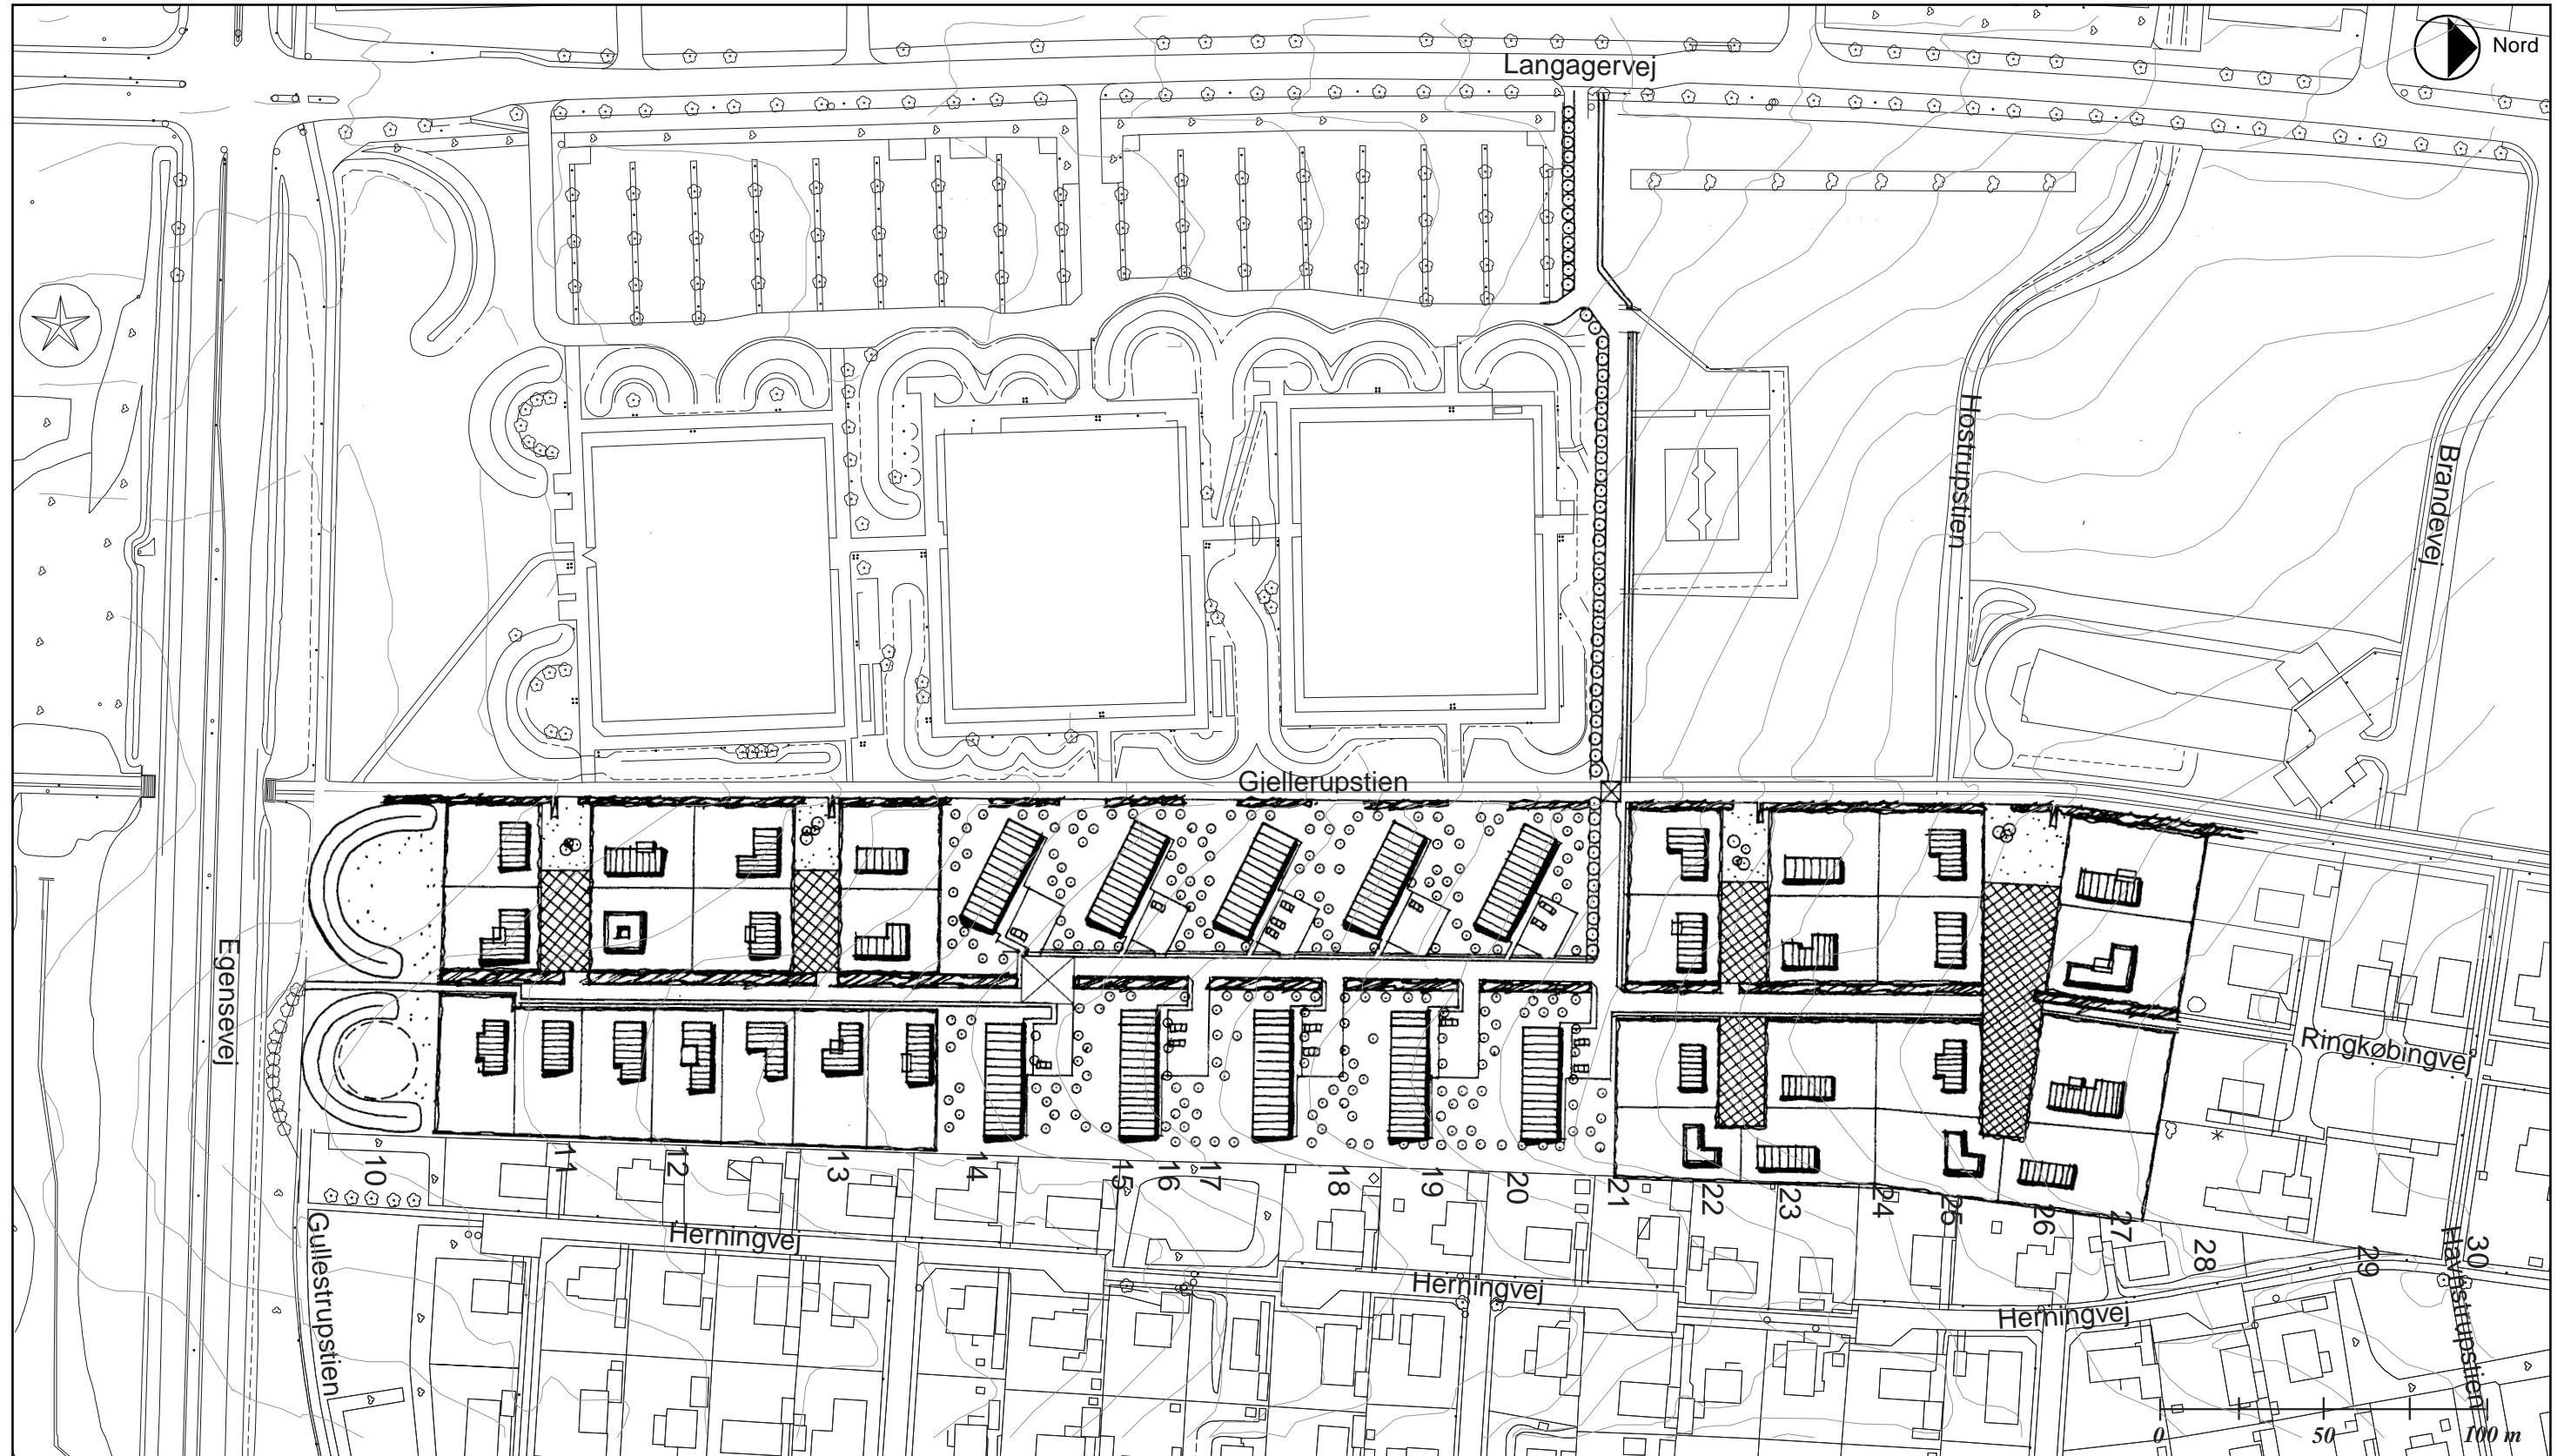 Nord
Langagervej
Hostrupstien
Brandevej
Gjellerupstien
Egensevej
Ringkøbingvej
10
11
12
13
14
15
16
17
18
19
20
21
22
23
24
25
26
27
28
29
30
Gullestrupstien
Herningvej
Herningvej
Herningvej
Havnstrupstien
0 50 100 m